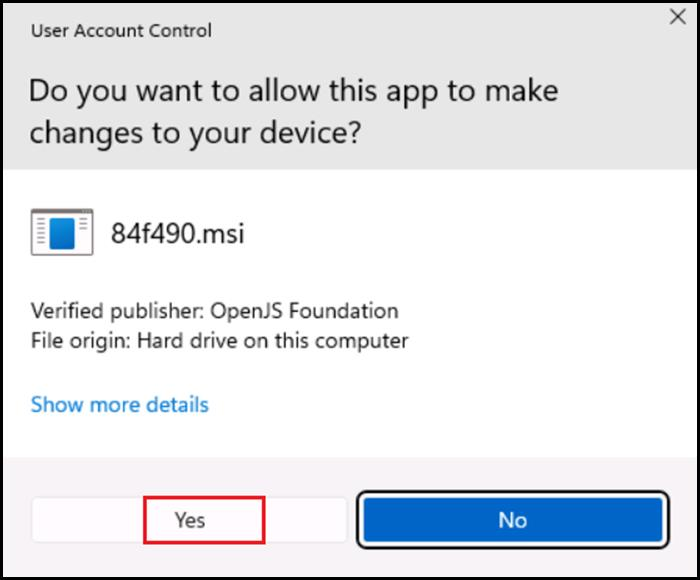 User Account Control
Do you want to allow this app to make
changes to your device?
84f490.msi
Verified publisher: OpenJS Foundation
File origin: Hard drive on this computer
Show more details
Yes
No